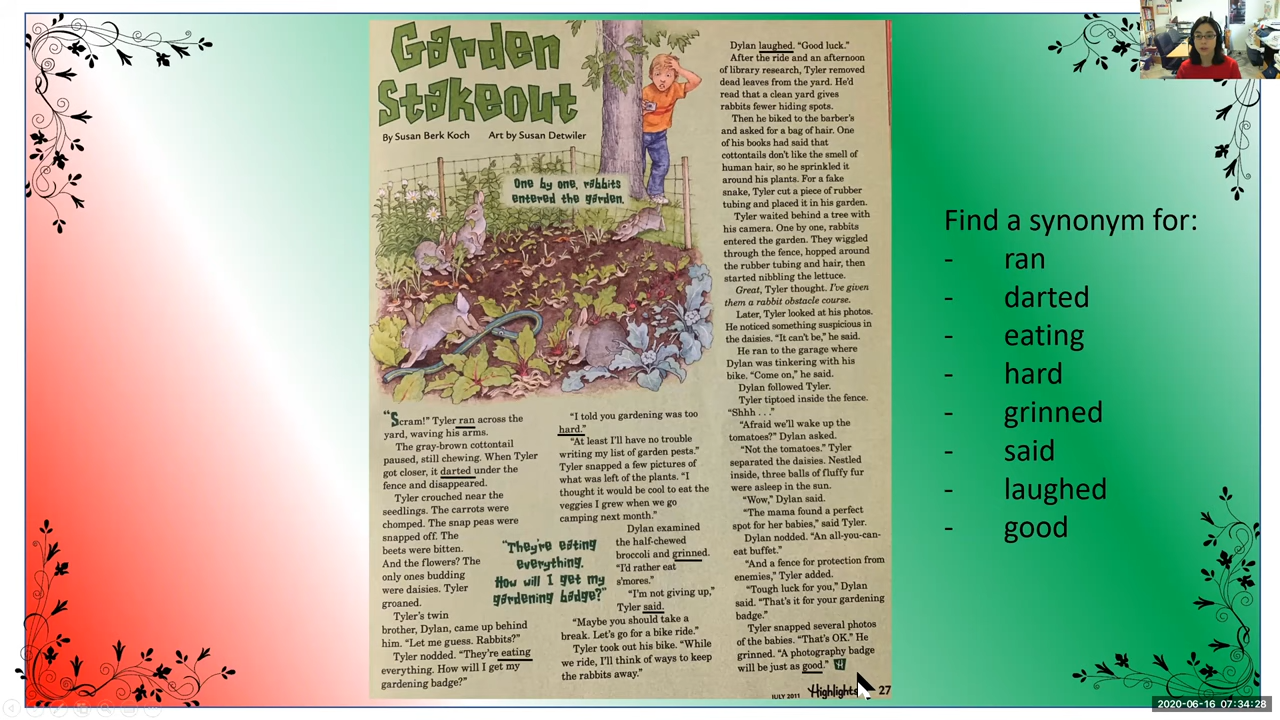 Garden
Stakeout
By Susan Berk Koch Art by Susan Detwiler
One by one, rabbits
entered the garden.
"Scram!" Tyler ran across the
yard, waving his arms.
The gray-brown cottontail
paused, still chewing. When Tyler
got closer, it darted under the
fence and disappeared.
Tyler crouched near the
seedlings. The carrots were
chomped. The snap peas were
snapped off. The
beets were bitten.
And the flowers? The
only ones budding
were daisies. Tyler
groaned.
Tyler's twin
brother, Dylan, came up behind
him. "Let me guess. Rabbits?"
Tyler nodded. "They're eating
everything. How will I get my
gardening badge?"
"They're eating
everything.
How will I get my
gardening badge?"
"I told you gardening was too
hard."
"At least I'll have no trouble
writing my list of garden pests."
Tyler snapped a few pictures of
what was left of the plants. "I
thought it would be cool to eat the
veggies I grew when we go
camping next month."
Dylan examined
the half-chewed
broccoli and grinned.
"I'd rather eat
s'mores."
"I'm not giving up,"
Tyler said.
"Maybe you should take a
break. Let's go for a bike ride."
Tyler took out his bike. "While
we ride, I'll think of ways to keep
the rabbits away."
Dylan laughed. "Good luck."
After the ride and an afternoon
of library research, Tyler removed
dead leaves from the yard. He'd
read that a clean yard gives
rabbits fewer hiding spots.
Then he biked to the barber's
and asked for a bag of hair. One
of his books had said that
cottontails don't like the smell of
human hair, so he sprinkled it
around his plants. For a fake
snake, Tyler cut a piece of rubber
tubing and placed it in his garden.
Tyler waited behind a tree with
his camera. One by one, rabbits
entered the garden. They wiggled
through the fence, hopped around
the rubber tubing and hair, then
started nibbling the lettuce.
Great, Tyler thought. I've given
them a rabbit obstacle course.
Later, Tyler looked at his photos.
He noticed something suspicious in
the daisies. "It can't be," he said.
He ran to the garage where
Dylan was tinkering with his
bike. "Come on," he said.
Dylan followed Tyler.
Tyler tiptoed inside the fence.
"Shhh . . ."
"Afraid we'll wake up the
tomatoes?" Dylan asked.
"Not the tomatoes." Tyler
separated the daisies. Nestled
inside, three balls of fluffy fur
were asleep in the sun.
"Wow," Dylan said.
"The mama found a perfect
spot for her babies," said Tyler.
Dylan nodded. "An all-you-can-
eat buffet."
"And a fence for protection from
enemies," Tyler added.
"Tough luck for you," Dylan
said. "That's it for your gardening
badge."
Tyler snapped several photos
of the babies. "That's OK." He
grinned. "A photography badge
will be just as good." H
JULY 2011 Highlights 27
Find a synonym for:
- ran
- darted
- eating
- hard
- grinned
- said
- laughed
- good
2020-06-16 07:34:28